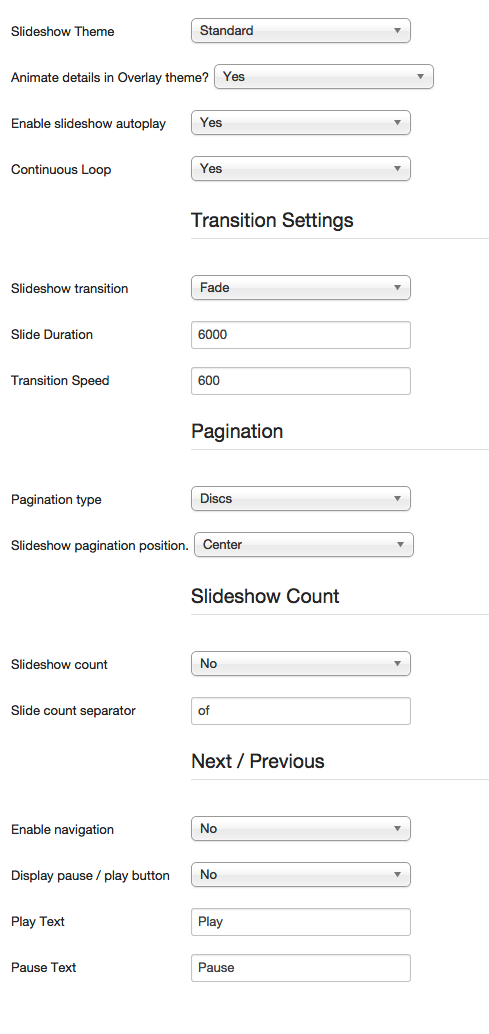 Slideshow Theme Standard
Animate details in Overlay theme? Yes
Enable slideshow autoplay Yes
Continuous Loop Yes
Transition Settings
Slideshow transition Fade
Slide Duration 6000
Transition Speed 600
Pagination
Pagination type Discs
Slideshow pagination position. Center
Slideshow Count
Slideshow count No
Slide count separator of
Next / Previous
Enable navigation No
Display pause / play button No
Play Text Play
Pause Text Pause